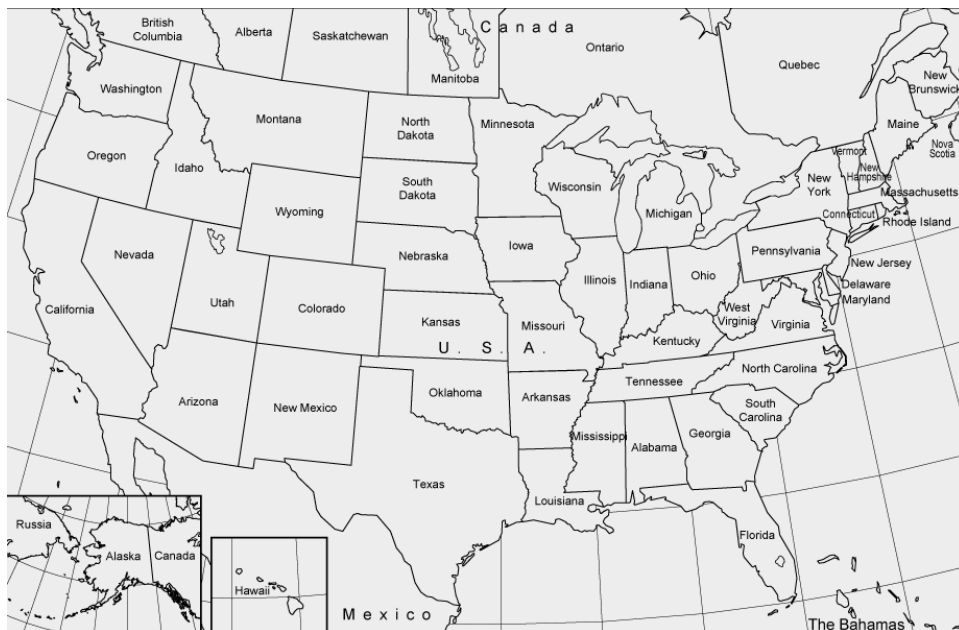 British
Columbia
Alberta
Saskatchewan
Manitoba
Canada
Ontario
Quebec
New
Brunswick
Nova
Scotia
Washington
Montana
North
Dakota
Minnesota
Maine
Oregon
Idaho
Wyoming
South
Dakota
Wisconsin
Michigan
New
York
Vermont
New
Hampshire
Massachusetts
Connecticut
Rhode Island
Nevada
Utah
Colorado
Nebraska
Iowa
Illinois
Indiana
Ohio
Pennsylvania
New Jersey
Delaware
Maryland
California
Kansas
Missouri
U. S. A.
West
Virginia
Virginia
Kentucky
Arizona
New Mexico
Oklahoma
Arkansas
Tennessee
North Carolina
South
Carolina
Mississippi
Alabama
Georgia
Texas
Louisiana
Florida
Russia
Alaska
Canada
Hawaii
Mexico
The Bahamas